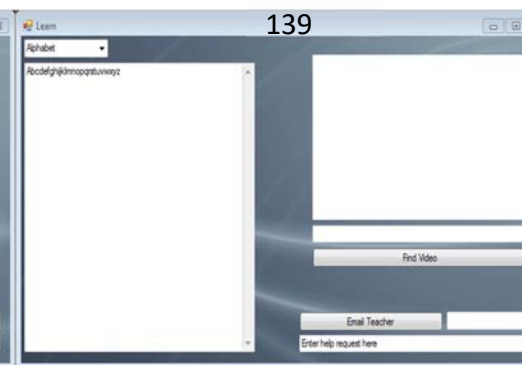 139
Learn
Alphabet
Abcdefghijklmnopqrstuvwxyz
Find Video
Email Teacher
Enter help request here